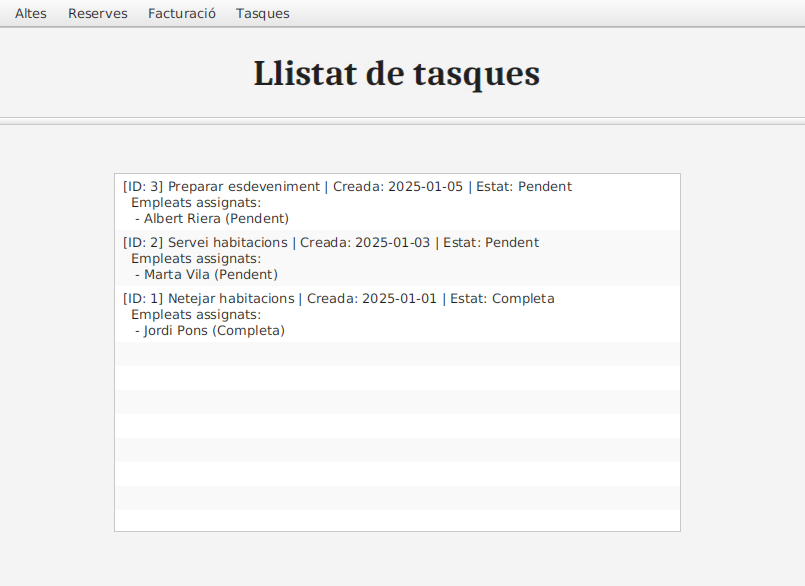 Altes Reserves Facturació Tasques
Llistat de tasques
[ID: 3] Preparar esdeveniment | Creada: 2025-01-05 | Estat: Pendent
Empleats assignats:
- Albert Riera (Pendent)
[ID: 2] Servei habitacions | Creada: 2025-01-03 | Estat: Pendent
Empleats assignats:
- Marta Vila (Pendent)
[ID: 1] Netejar habitacions | Creada: 2025-01-01 | Estat: Completa
Empleats assignats:
- Jordi Pons (Completa)